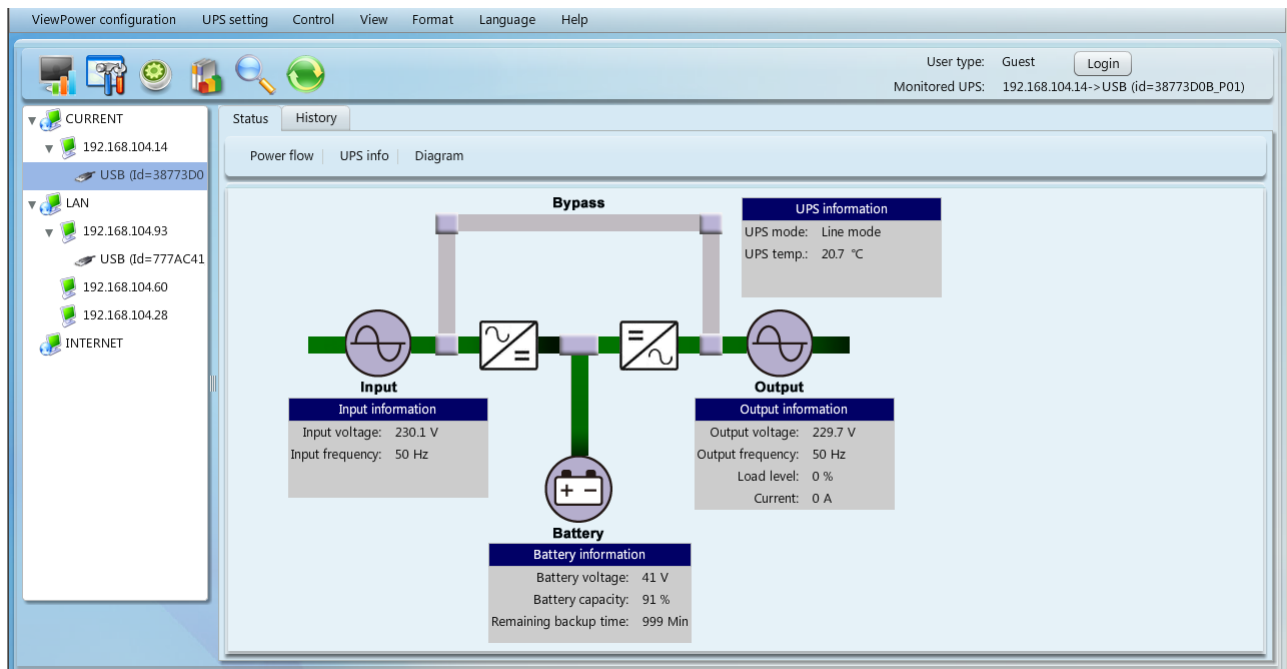 ViewPower configuration UPS setting Control View Format Language Help
User type: Guest Login
Monitored UPS: 192.168.104.14->USB (id=38773D0B_P01)
CURRENT
192.168.104.14
USB (Id=38773D0
LAN
192.168.104.93
USB (Id=777AC41
192.168.104.60
192.168.104.28
INTERNET
Status History
Power flow UPS info Diagram
Bypass
UPS information
UPS mode: Line mode
UPS temp.: 20.7 ℃
Input
Input information
Input voltage: 230.1 V
Input frequency: 50 Hz
Output
Output information
Output voltage: 229.7 V
Output frequency: 50 Hz
Load level: 0 %
Current: 0 A
Battery
Battery information
Battery voltage: 41 V
Battery capacity: 91 %
Remaining backup time: 999 Min